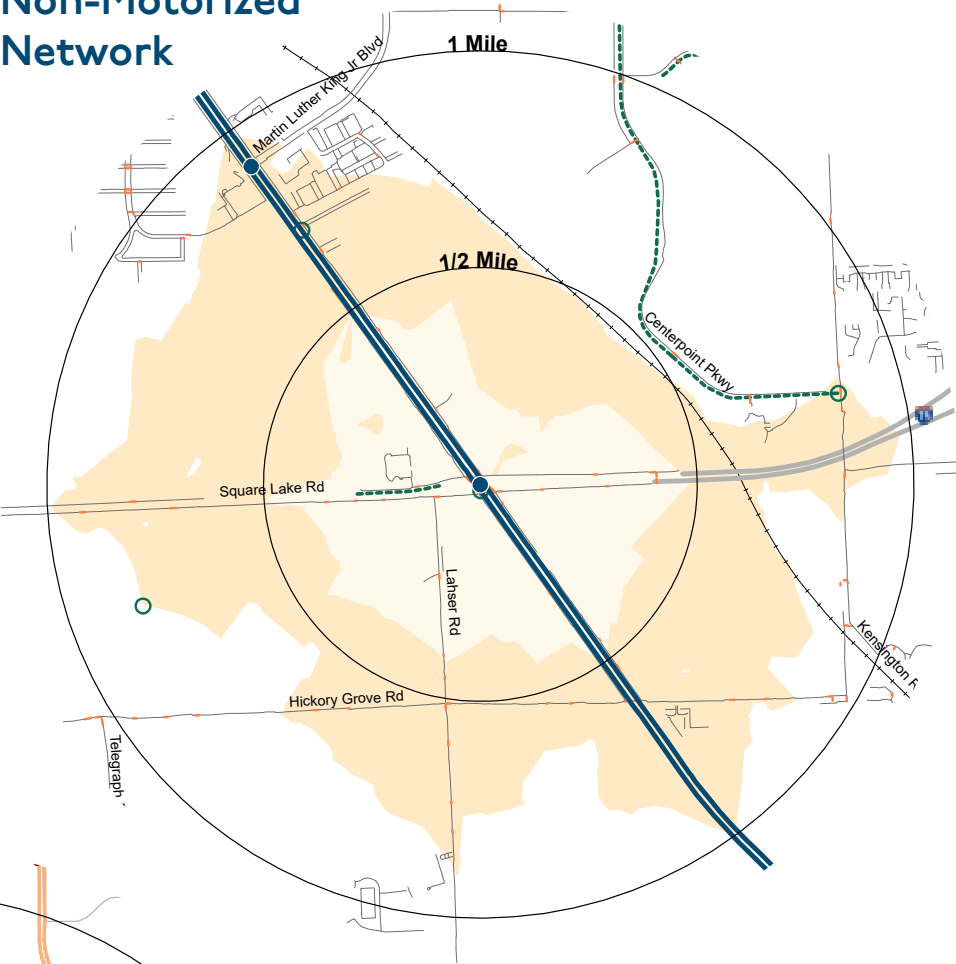 Non-Motorized
Network
1 Mile
Martin Luther King Jr Blvd
1/2 Mile
Centerpoint Pkwy
Square Lake Rd
Lahser Rd
Kensington
Hickory Grove Rd
Telegraph